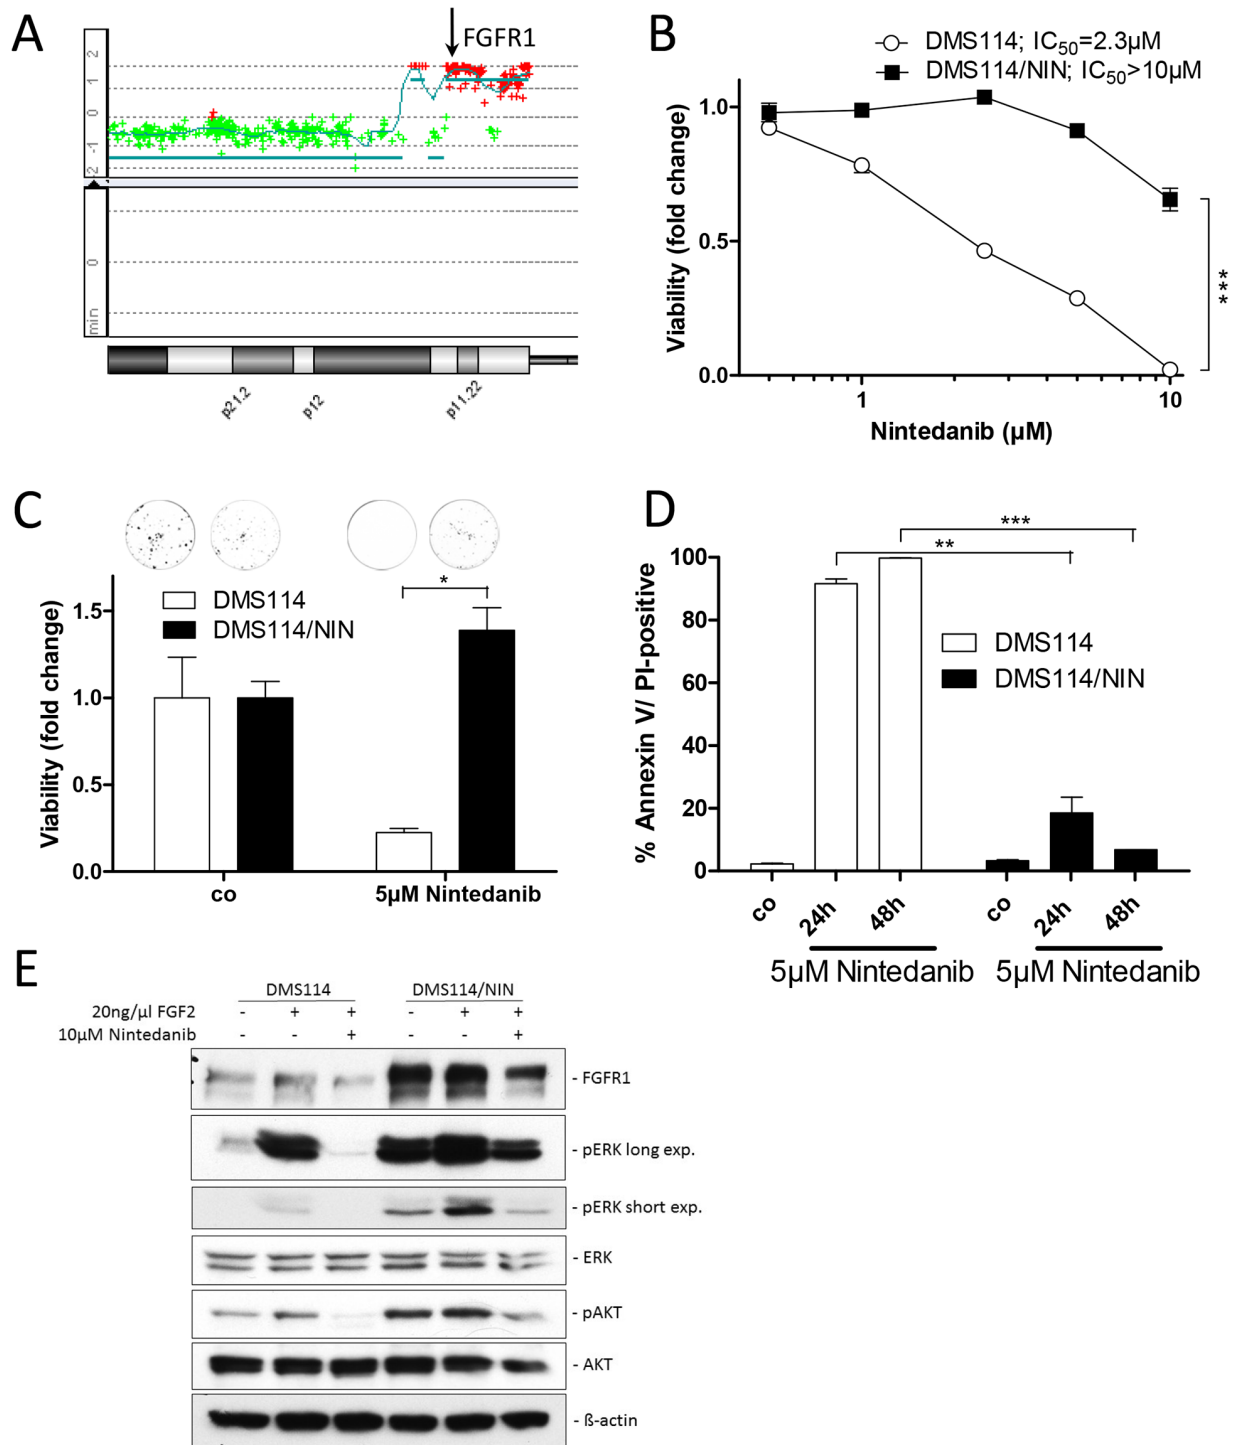 A
FGFR1
2
1
0
-1
-2
0
min
p21.2
p12
p11.22
B
DMS114; IC50=2.3µM
DMS114/NIN; IC50>10µM
Viability (fold change)
1.0
0.5
0.0
1
10
Nintedanib (µM)
***
C
DMS114
DMS114/NIN
*
Viability (fold change)
1.5
1.0
0.5
0.0
co
5µM Nintedanib
D
***
**
% Annexin V/ PI-positive
100
80
60
40
20
0
DMS114
DMS114/NIN
co
24h
48h
co
24h
48h
5µM Nintedanib
5µM Nintedanib
E
DMS114 DMS114/NIN
20ng/µl FGF2 - + + - + +
10µM Nintedanib - - + - - +
- FGFR1
- pERK long exp.
- pERK short exp.
- ERK
- pAKT
- AKT
- ß-actin